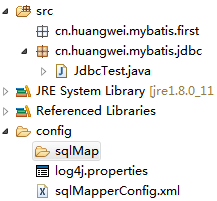 src
cn.huangwei.mybatis.first
cn.huangwei.mybatis.jdbc
JdbcTest.java
JRE System Library [jre1.8.0_11
Referenced Libraries
config
sqlMap
log4j.properties
sqlMapperConfig.xml